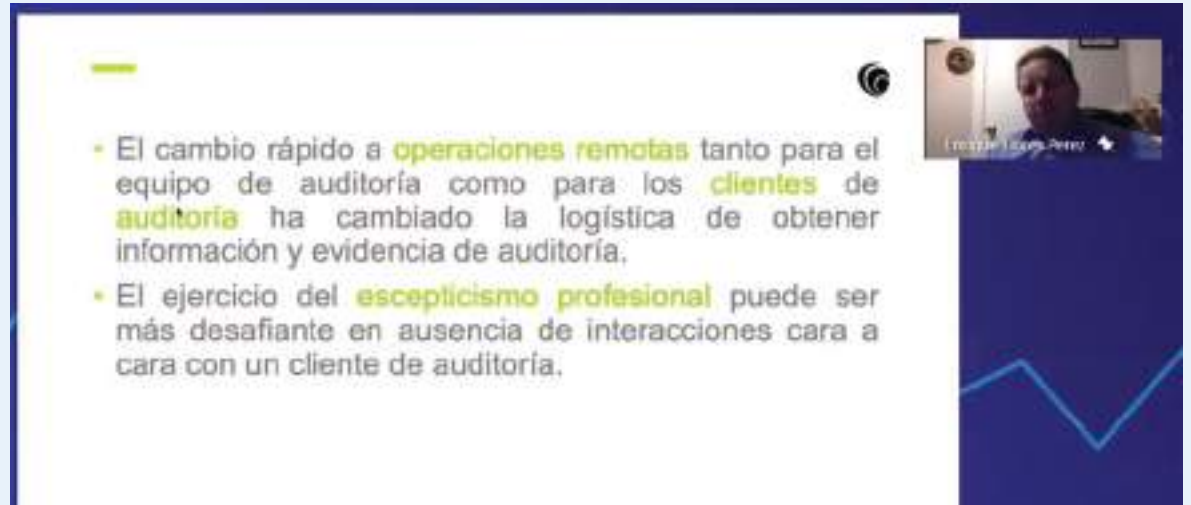 • El cambio rápido a operaciones remotas tanto para el
equipo de auditoría como para los clientes de
auditoría ha cambiado la logística de obtener
información y evidencia de auditoría.
• El ejercicio del escepticismo profesional puede ser
más desafiante en ausencia de interacciones cara a
cara con un cliente de auditoría.
Perez